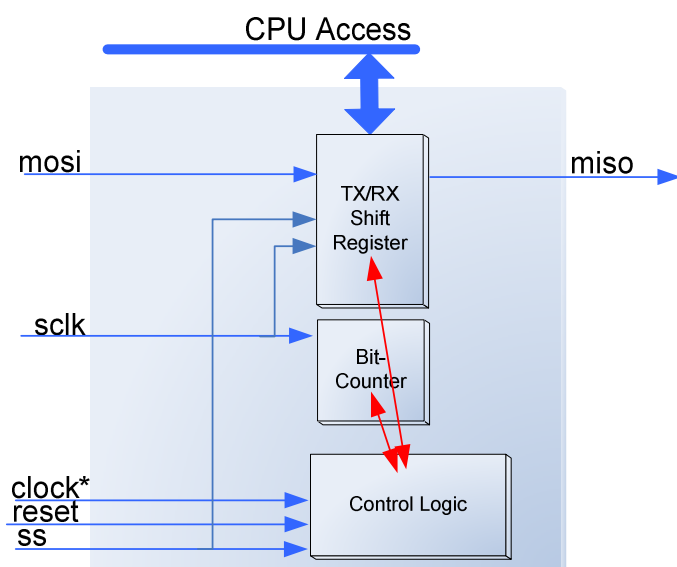 CPU Access
mosi
miso
TX/RX
Shift
Register
sclk
Bit-
Counter
clock*
reset
ss
Control Logic